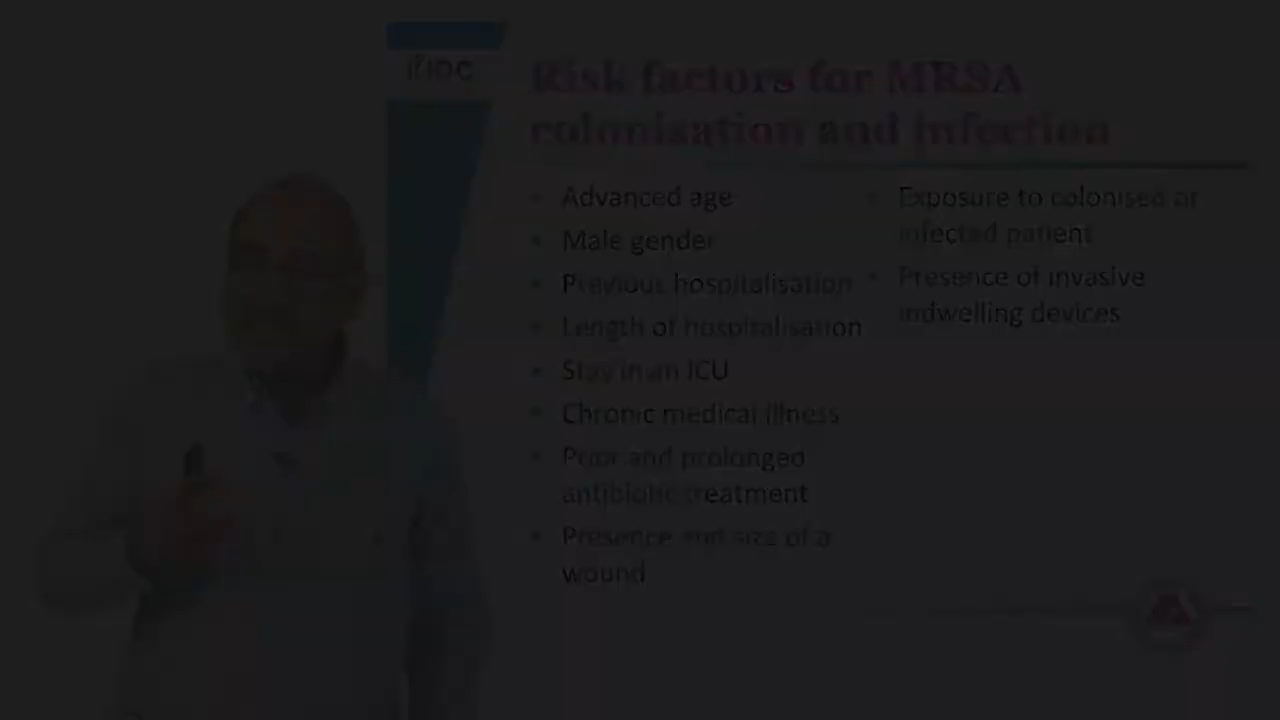 Risk factors for MRSA
colonisation and infection
Advanced age
Male gender
Previous hospitalisation
Length of hospitalisation
Stay in an ICU
Chronic medical illness
Prior and prolonged
antibiotic treatment
Presence and size of a
wound
Exposure to colonised or
infected patient
Presence of invasive
indwelling devices